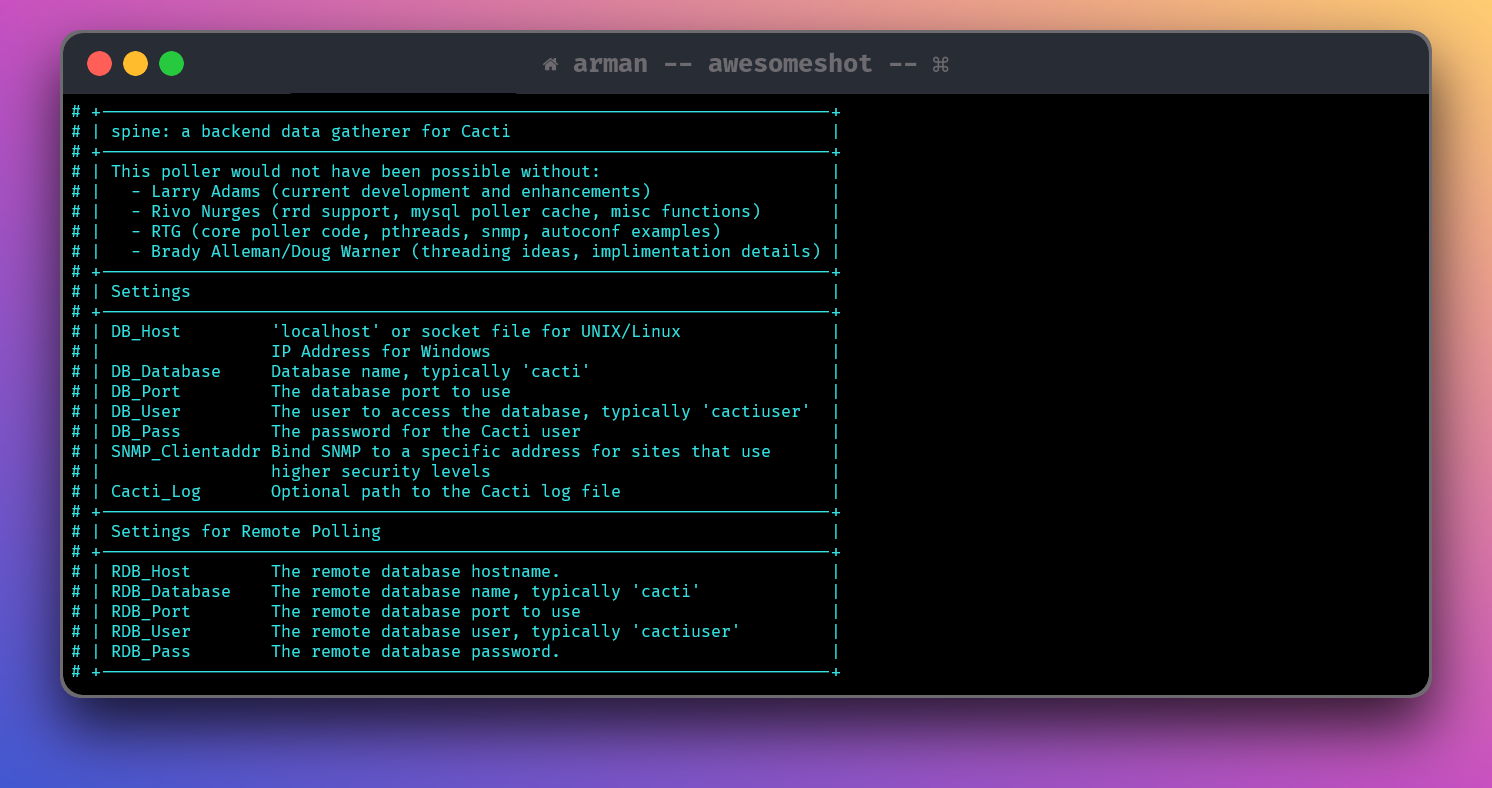 arman -- awesomeshot -- ⌘
# +-------------------------------------------------------------------------+
# | spine: a backend data gatherer for Cacti                                |
# +-------------------------------------------------------------------------+
# | This poller would not have been possible without:                       |
# |   - Larry Adams (current development and enhancements)                  |
# |   - Rivo Nurges (rrd support, mysql poller cache, misc functions)       |
# |   - RTG (core poller code, pthreads, snmp, autoconf examples)           |
# |   - Brady Alleman/Doug Warner (threading ideas, implimentation details) |
# +-------------------------------------------------------------------------+
# | Settings                                                                |
# +-------------------------------------------------------------------------+
# | DB_Host         'localhost' or socket file for UNIX/Linux               |
# |                 IP Address for Windows                                  |
# | DB_Database     Database name, typically 'cacti'                        |
# | DB_Port         The database port to use                                |
# | DB_User         The user to access the database, typically 'cactiuser'  |
# | DB_Pass         The password for the Cacti user                         |
# | SNMP_Clientaddr Bind SNMP to a specific address for sites that use      |
# |                 higher security levels                                  |
# | Cacti_Log       Optional path to the Cacti log file                     |
# +-------------------------------------------------------------------------+
# | Settings for Remote Polling                                             |
# +-------------------------------------------------------------------------+
# | RDB_Host        The remote database hostname.                           |
# | RDB_Database    The remote database name, typically 'cacti'             |
# | RDB_Port        The remote database port to use                         |
# | RDB_User        The remote database user, typically 'cactiuser'         |
# | RDB_Pass        The remote database password.                           |
# +-------------------------------------------------------------------------+